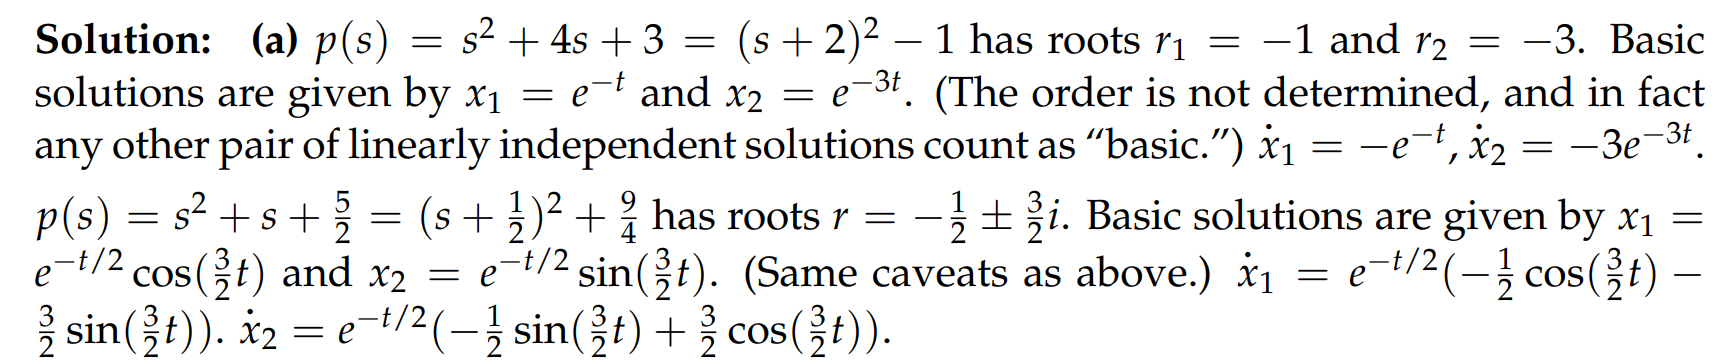 Solution: (a) p(s) = s² + 4s + 3 = (s + 2)² − 1 has roots r₁ = −1 and r₂ = −3. Basic
solutions are given by x₁ = e^{−t} and x₂ = e^{−3t}. (The order is not determined, and in fact
any other pair of linearly independent solutions count as “basic.”) ẋ₁ = −e^{−t}, ẋ₂ = −3e^{−3t}.
p(s) = s² + s + 5/2 = (s + 1/2)² + 9/4 has roots r = −1/2 ± 3/2 i. Basic solutions are given by x₁ =
e^{−t/2} cos(3/2 t) and x₂ = e^{−t/2} sin(3/2 t). (Same caveats as above.) ẋ₁ = e^{−t/2}(−1/2 cos(3/2 t) −
3/2 sin(3/2 t)). ẋ₂ = e^{−t/2}(−1/2 sin(3/2 t) + 3/2 cos(3/2 t)).